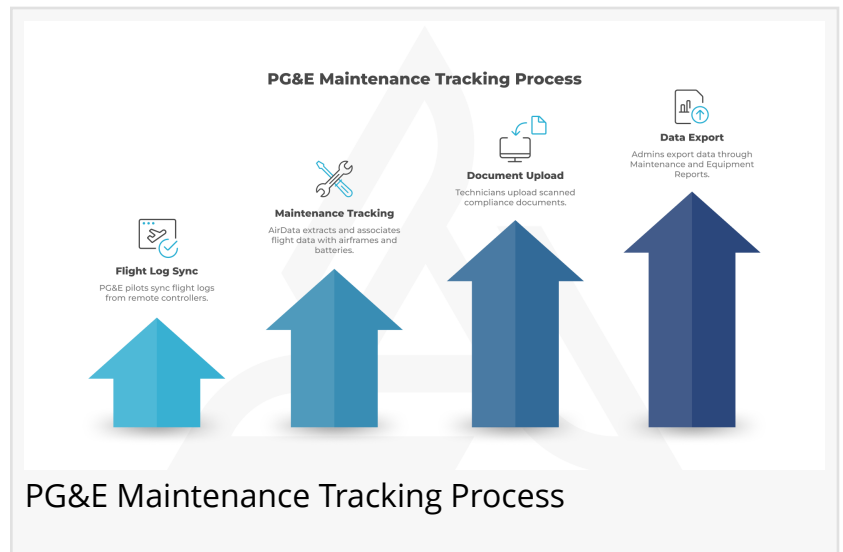 PG&E Maintenance Tracking Process
Flight Log Sync
PG&E pilots sync flight logs
from remote controllers.
Maintenance Tracking
AirData extracts and associates
flight data with airframes and
batteries.
Document Upload
Technicians upload scanned
compliance documents.
Data Export
Admins export data through
Maintenance and Equipment
Reports.
PG&E Maintenance Tracking Process